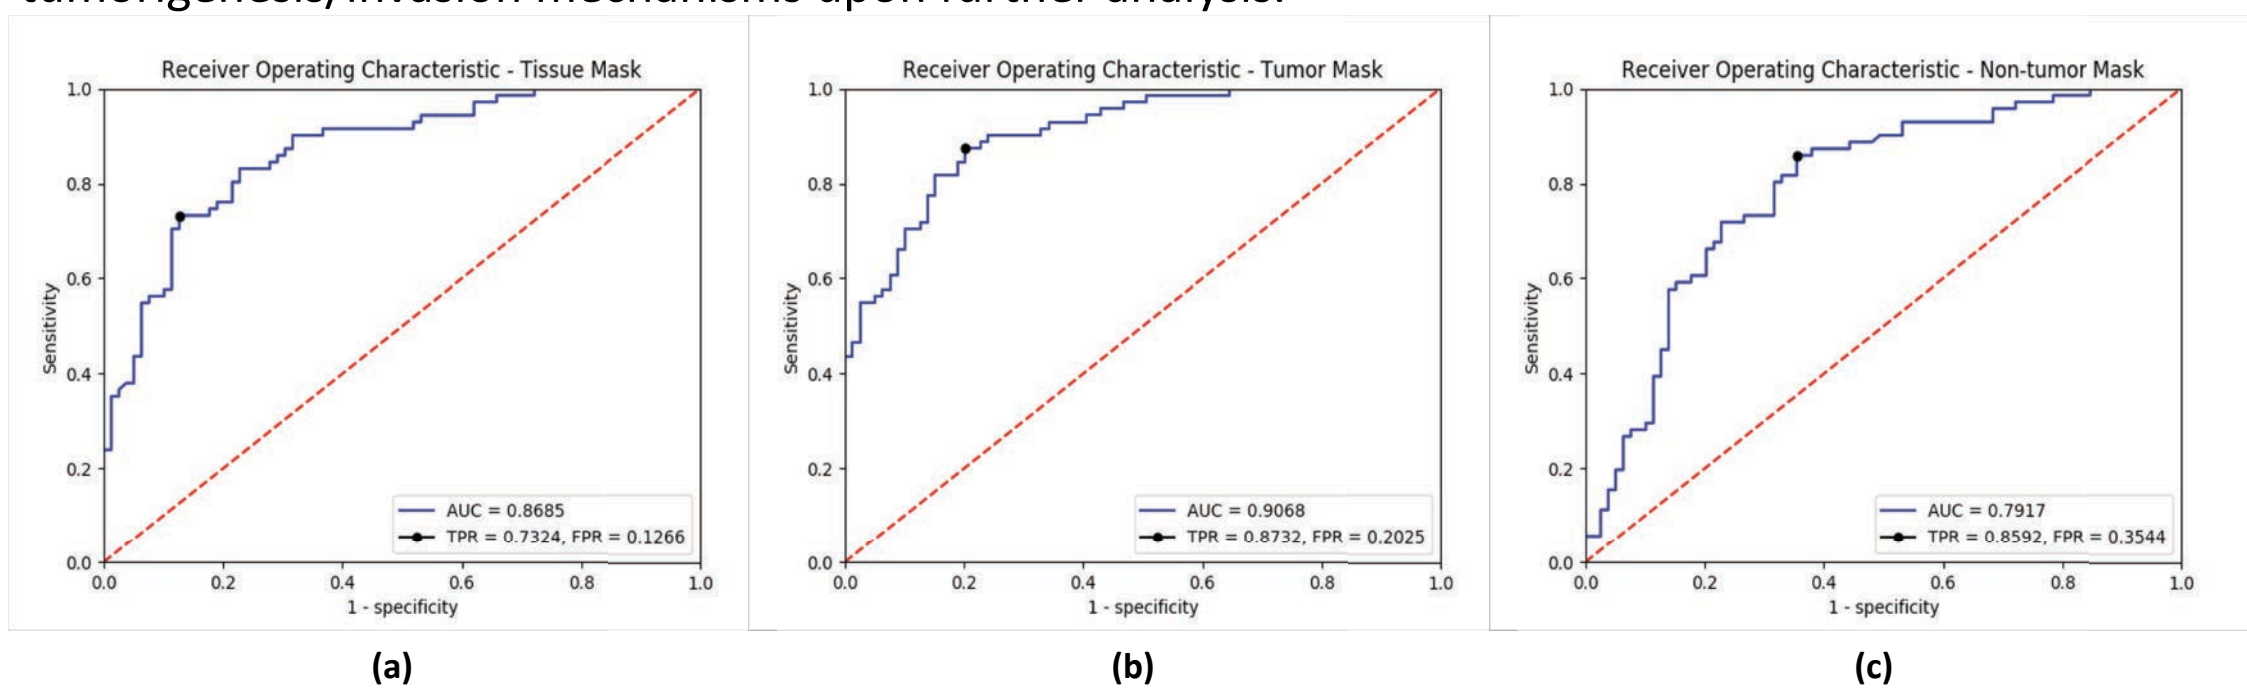 tumorigenesis/invasion mechanisms upon further analysis.
Receiver Operating Characteristic - Tissue Mask
1.0
0.8
0.6
0.4
0.2
0.0
Sensitivity
0.0 0.2 0.4 0.6 0.8 1.0
1 - specificity
AUC = 0.8685
TPR = 0.7324, FPR = 0.1266
(a)
Receiver Operating Characteristic - Tumor Mask
1.0
0.8
0.6
0.4
0.2
0.0
Sensitivity
0.0 0.2 0.4 0.6 0.8 1.0
1 - specificity
AUC = 0.9068
TPR = 0.8732, FPR = 0.2025
(b)
Receiver Operating Characteristic - Non-tumor Mask
1.0
0.8
0.6
0.4
0.2
0.0
Sensitivity
0.0 0.2 0.4 0.6 0.8 1.0
1 - specificity
AUC = 0.7917
TPR = 0.8592, FPR = 0.3544
(c)